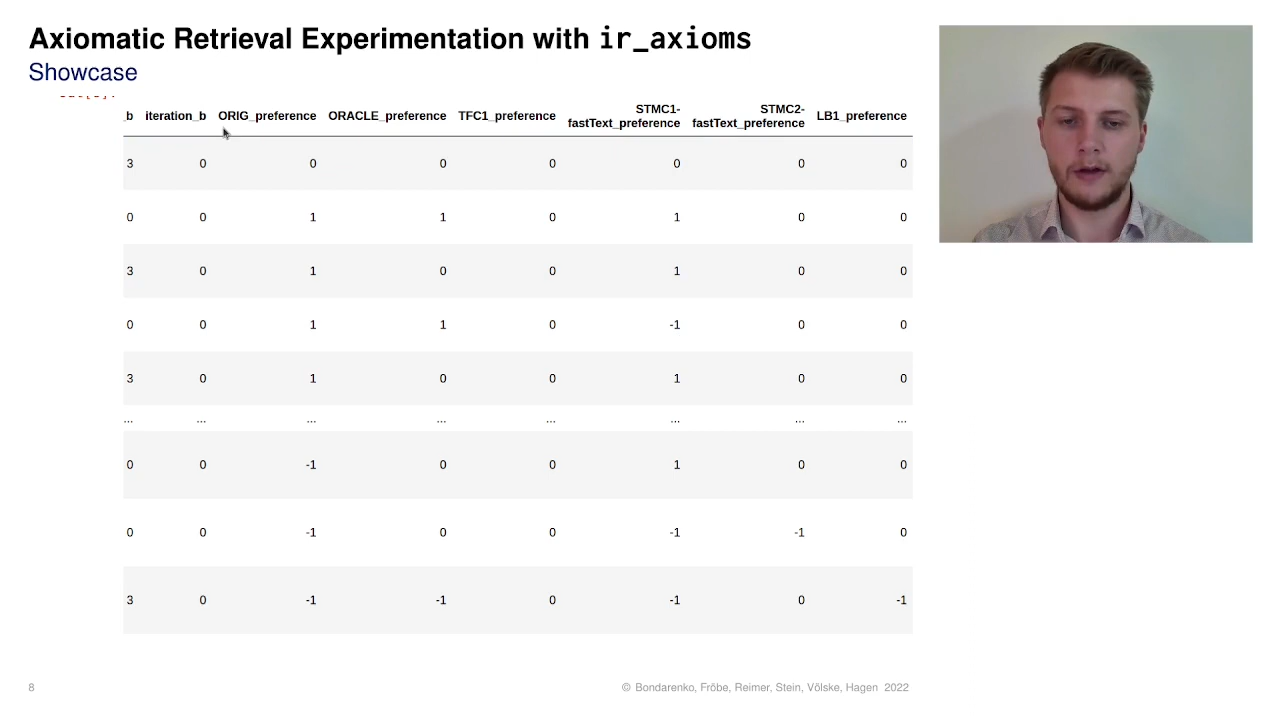 Axiomatic Retrieval Experimentation with ir_axioms
Showcase
_b iteration_b ORIG_preference ORACLE_preference TFC1_preference STMC1-fastText_preference STMC2-fastText_preference LB1_preference
3 0 0 0 0 0 0 0
0 0 1 1 0 1 0 0
3 0 1 0 0 1 0 0
0 0 1 1 0 -1 0 0
3 0 1 0 0 1 0 0
... ... ... ... ... ... ... ...
0 0 -1 0 0 1 0 0
0 0 -1 0 0 -1 -1 0
3 0 -1 -1 0 -1 0 -1
8
© Bondarenko, Fröbe, Reimer, Stein, Völske, Hagen 2022